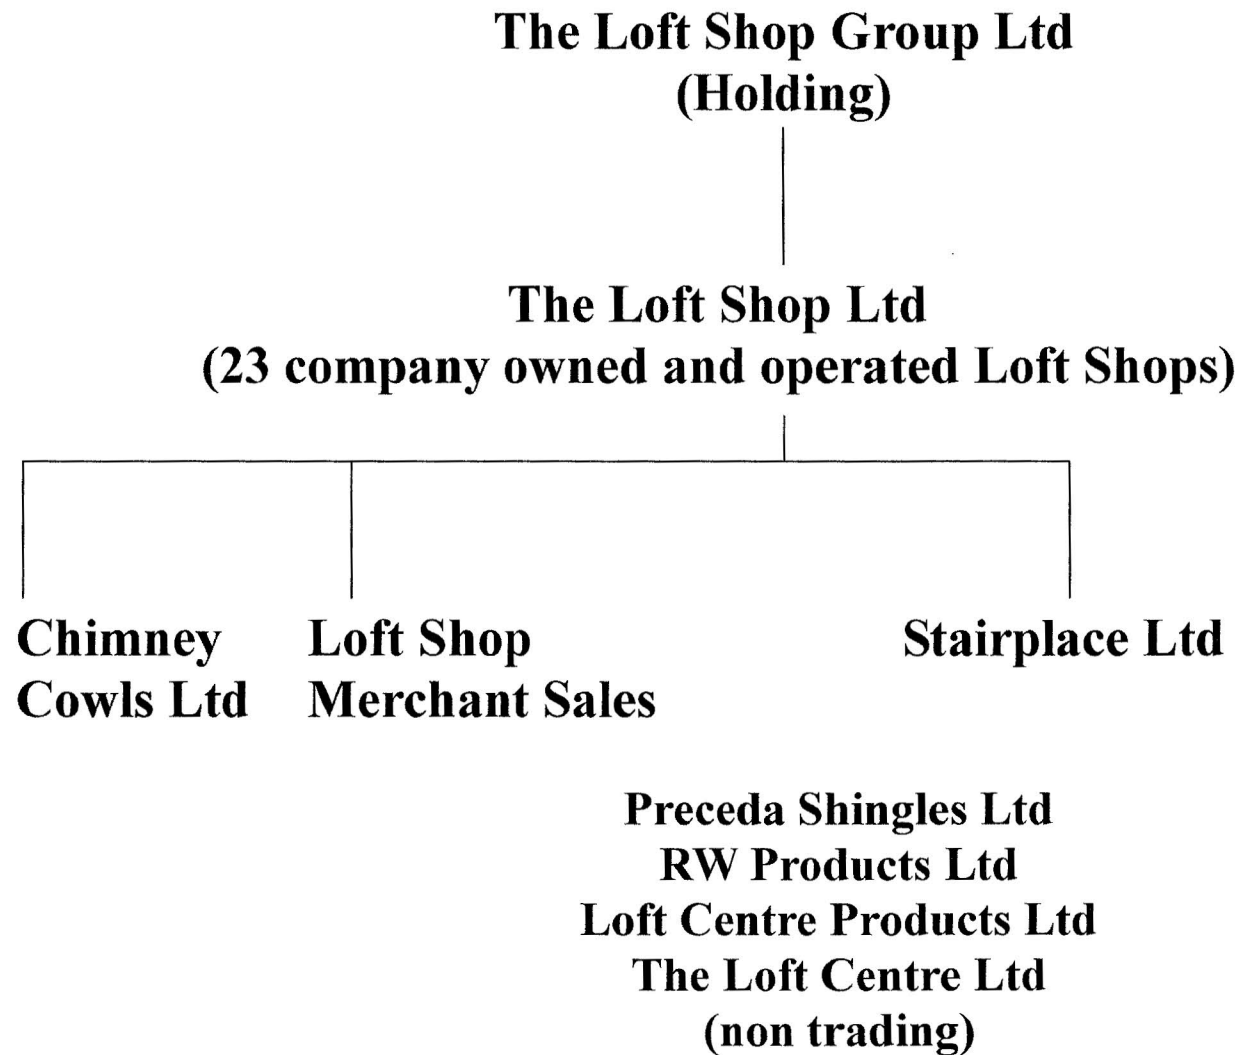 The Loft Shop Group Ltd
(Holding)
The Loft Shop Ltd
(23 company owned and operated Loft Shops)
Chimney
Cowls Ltd
Loft Shop
Merchant Sales
Stairplace Ltd
Preceda Shingles Ltd
RW Products Ltd
Loft Centre Products Ltd
The Loft Centre Ltd
(non trading)